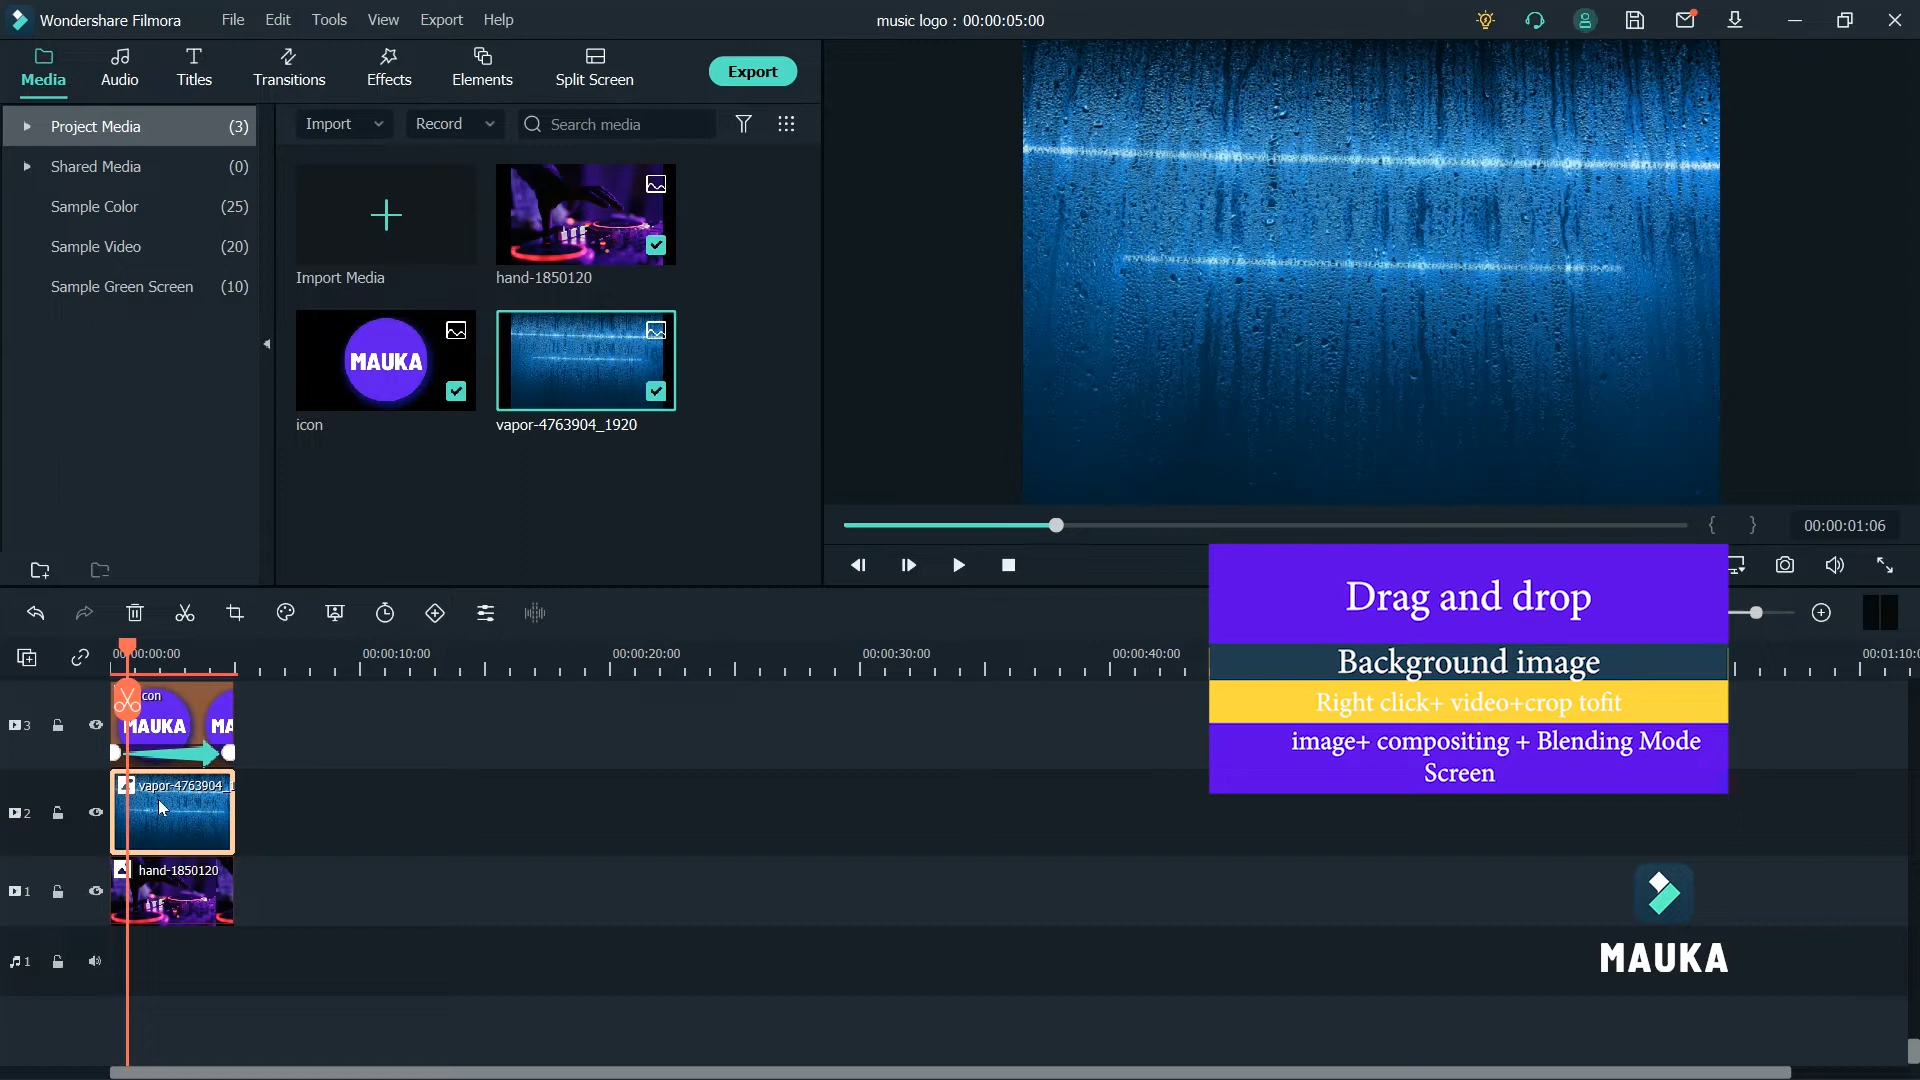 Wondershare Filmora
File Edit Tools View Export Help
music logo : 00:00:05:00
Media Audio Titles Transitions Effects Elements Split Screen
Export
Project Media (3)
Shared Media (0)
Sample Color (25)
Sample Video (20)
Sample Green Screen (10)
Import Record Search media
Import Media
hand-1850120
MAUKA
icon
vapor-4763904_1920
{ } 00:00:01:06
Drag and drop
Background image
Right click+ video+crop tofit
image+ compositing + Blending Mode
Screen
00:00:00:00 00:00:10:00 00:00:20:00 00:00:30:00 00:00:40:00 00:01:10:0
3
con
MAUKA MA
2
vapor-4763904_1
1
hand-1850120
1
MAUKA